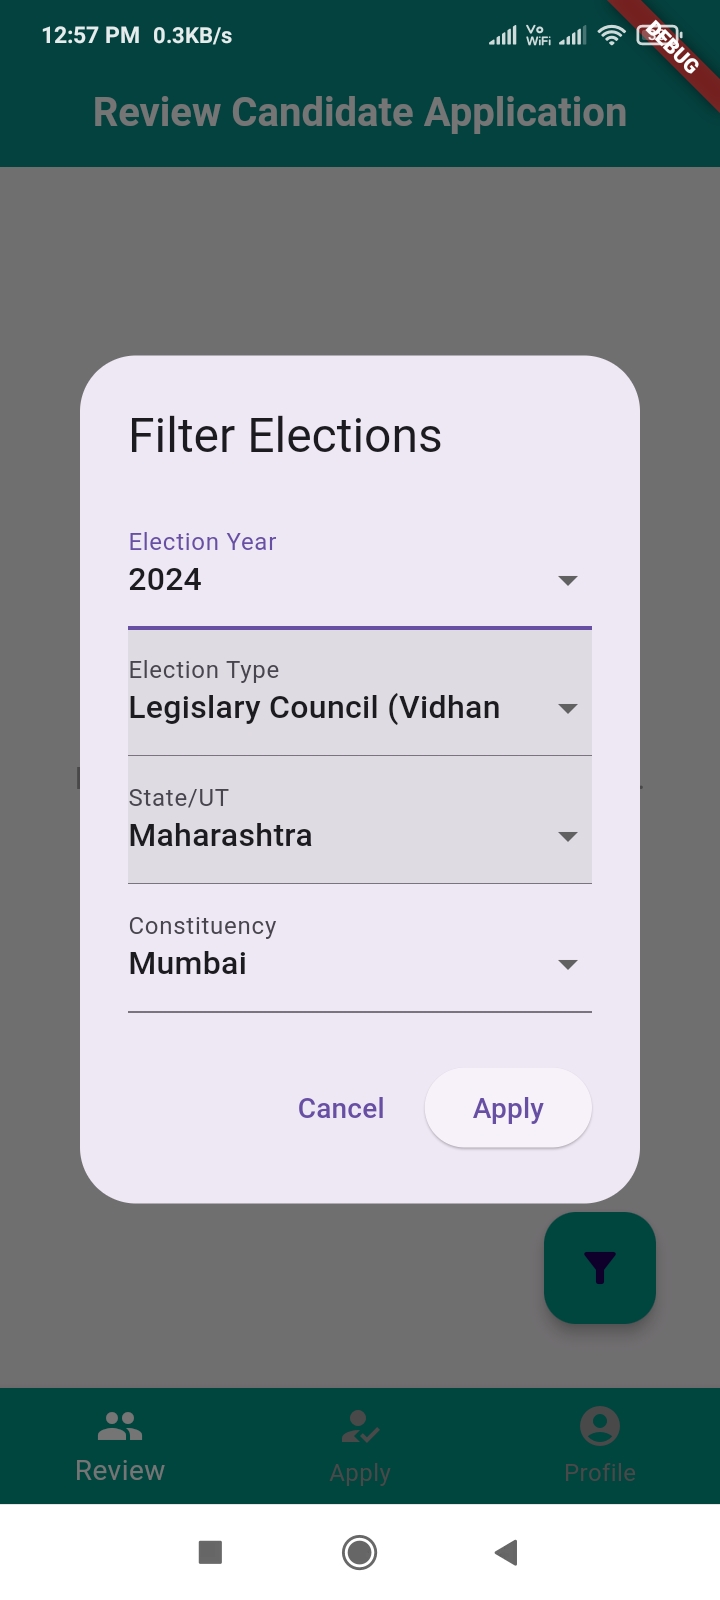 12:57 PM 0.3KB/s
Vo
WiFi
DEBUG
Review Candidate Application
Filter Elections
Election Year
2024
Election Type
Legislary Council (Vidhan
State/UT
Maharashtra
Constituency
Mumbai
Cancel Apply
Review Apply Profile